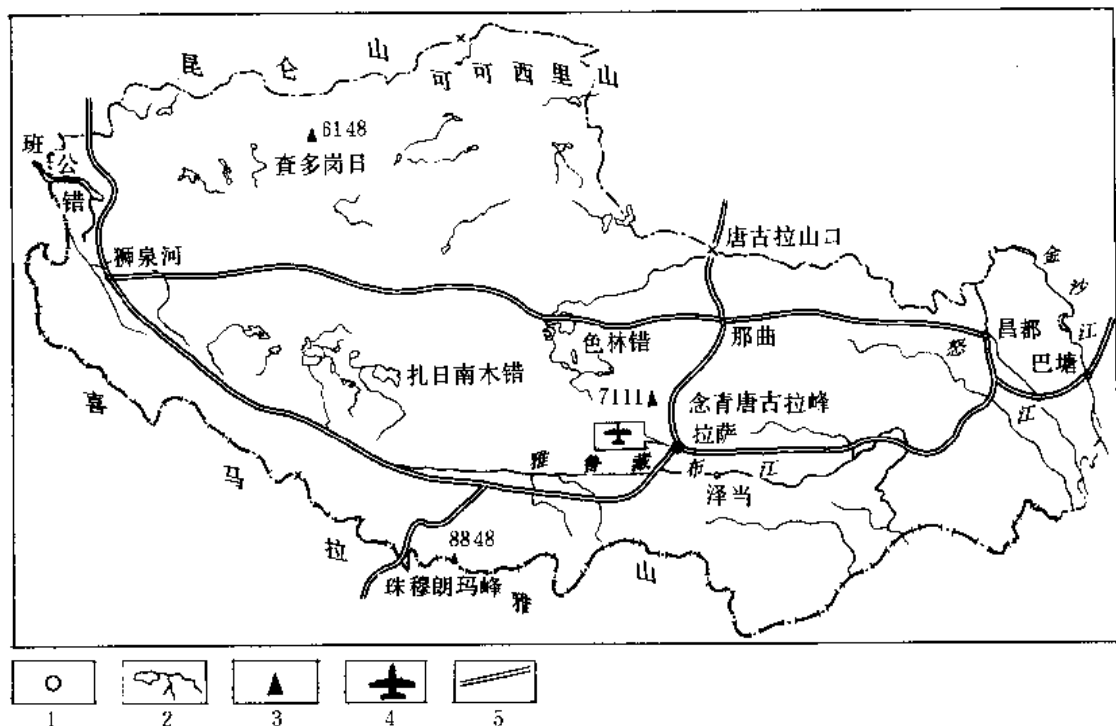 昆仑山
可可西里山
▲6148
查多岗日
班公错
狮泉河
唐古拉山口
金沙江
昌都
怒江
巴塘
色林错
那曲
扎日南木错
7111▲
念青唐古拉峰
拉萨
雅鲁藏布江
泽当
喜马拉雅山
8848
珠穆朗玛峰
1
2
3
4
5